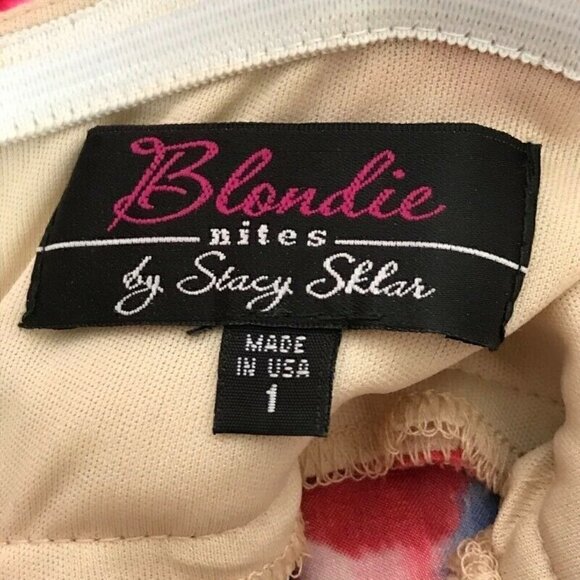 Blondie
nites
by Stacy Sklar
MADE
IN USA
1